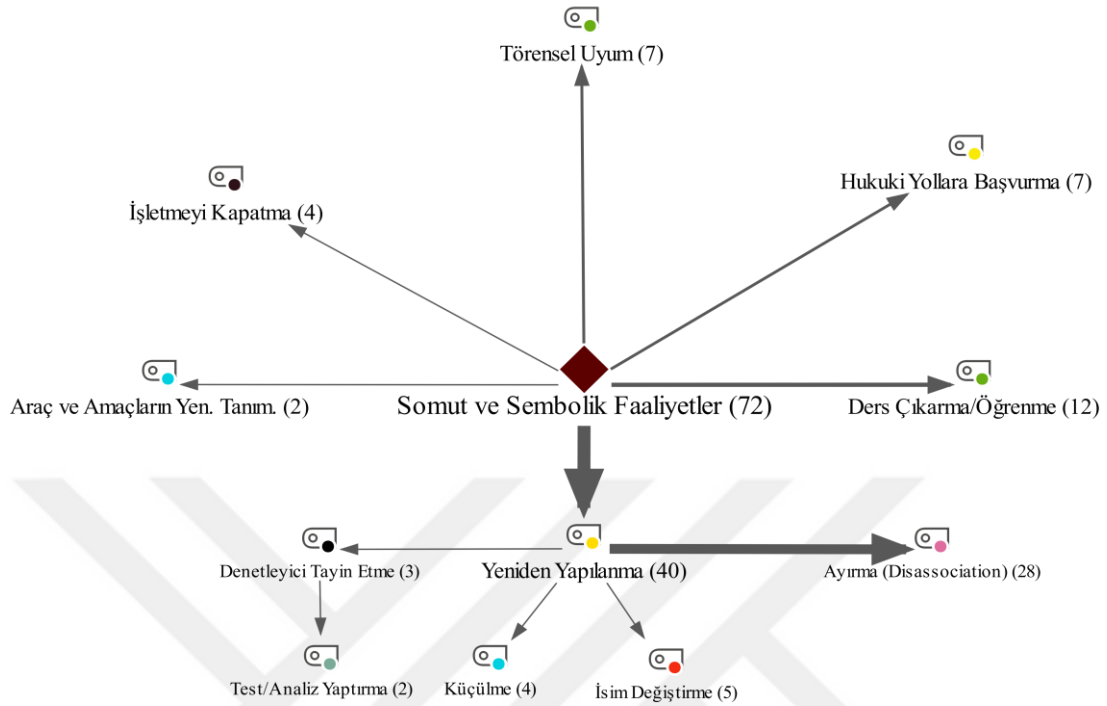 Törensel Uyum (7)
Hukuki Yollara Başvurma (7)
İşletmeyi Kapatma (4)
Araç ve Amaçların Yen. Tanım. (2)
Somut ve Sembolik Faaliyetler (72)
Ders Çıkarma/Öğrenme (12)
Denetleyici Tayin Etme (3)
Yeniden Yapılanma (40)
Ayırma (Disassociation) (28)
Test/Analiz Yaptırma (2)
Küçülme (4)
İsim Değiştirme (5)